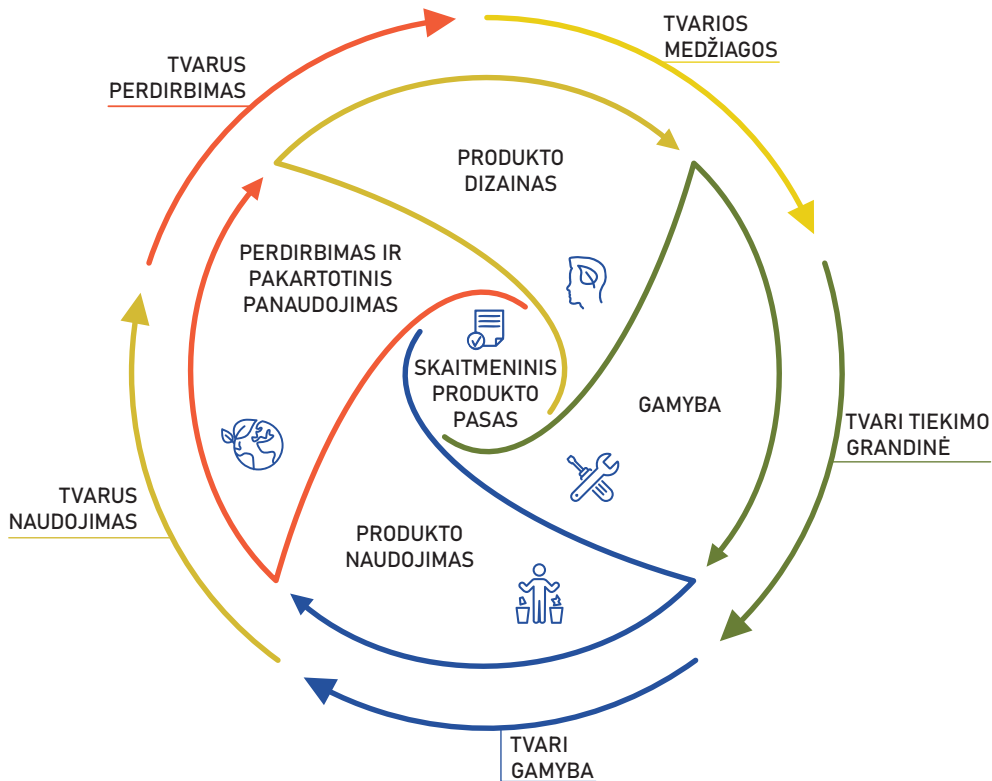 TVARIOS
MEDŽIAGOS
TVARUS
PERDIRBIMAS
PRODUKTO
DIZAINAS
PERDIRBIMAS IR
PAKARTOTINIS
PANAUDOJIMAS
SKAITMENINIS
PRODUKTO
PASAS
GAMYBA
TVARI TIEKIMO
GRANDINĖ
TVARUS
NAUDOJIMAS
PRODUKTO
NAUDOJIMAS
TVARI
GAMYBA